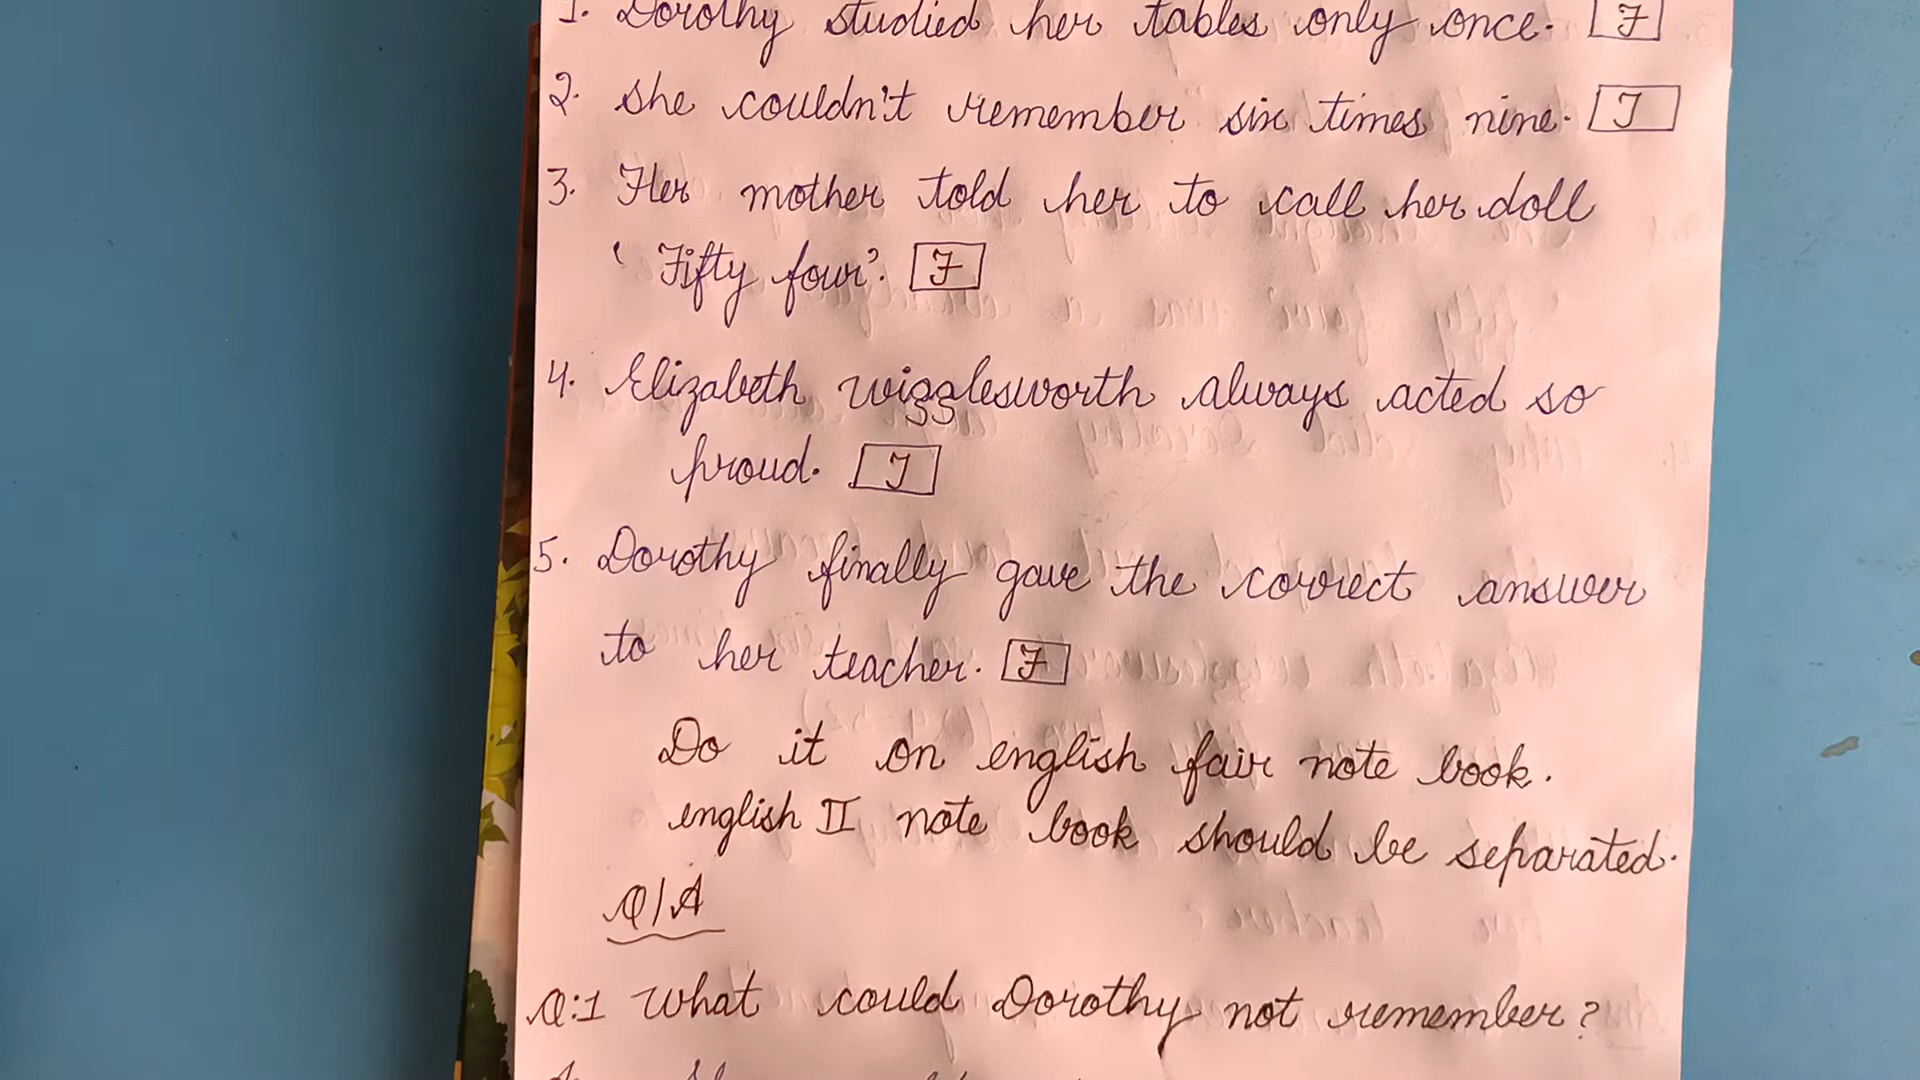 1. Dorothy studied her tables only once. F
2. She couldn't remember six times nine. T
3. Her mother told her to call her doll
'Fifty four'. F
4. Elizabeth wigglesworth always acted so
proud. T
5. Dorothy finally gave the correct answer
to her teacher. F
Do it on english fair note book.
english II note book should be separated.
Q/A
Q:1 What could Dorothy not remember?